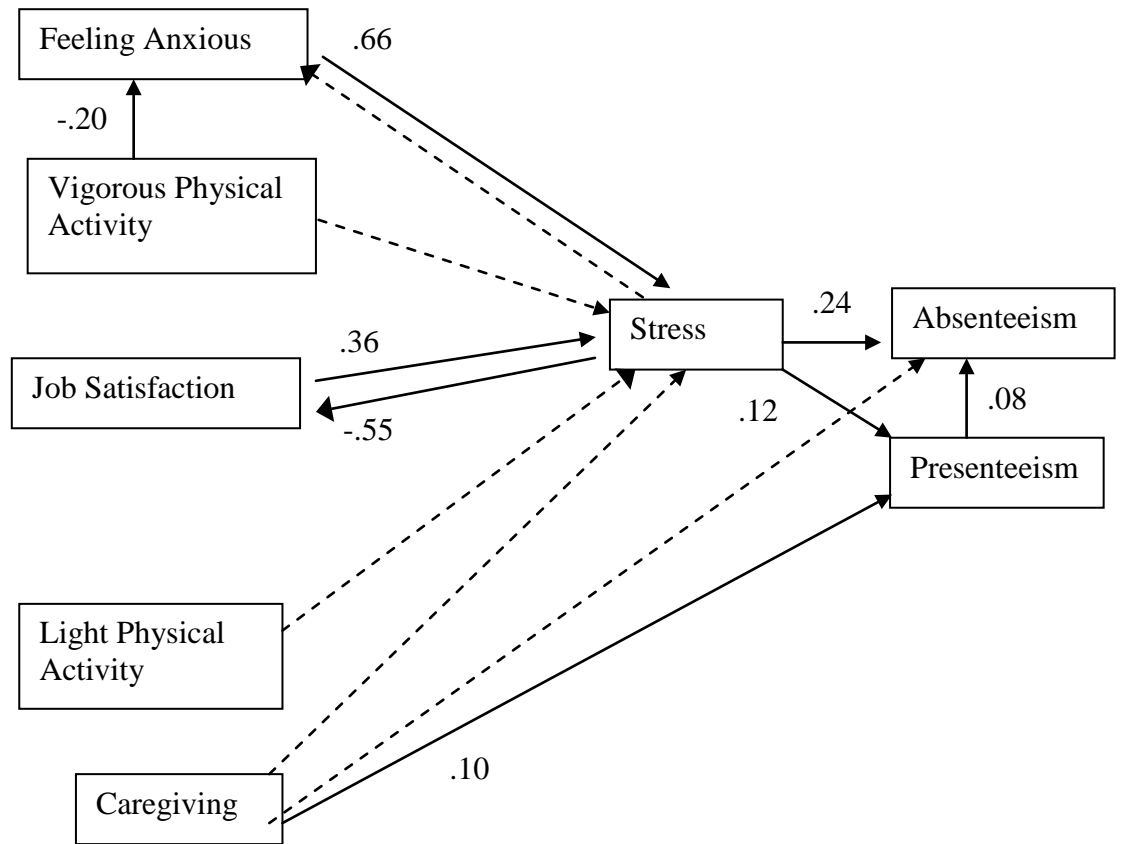 Feeling Anxious
.66
-.20
Vigorous Physical
Activity
.36
Stress
.24
Absenteeism
Job Satisfaction
-.55
.12
.08
Presenteeism
Light Physical
Activity
.10
Caregiving